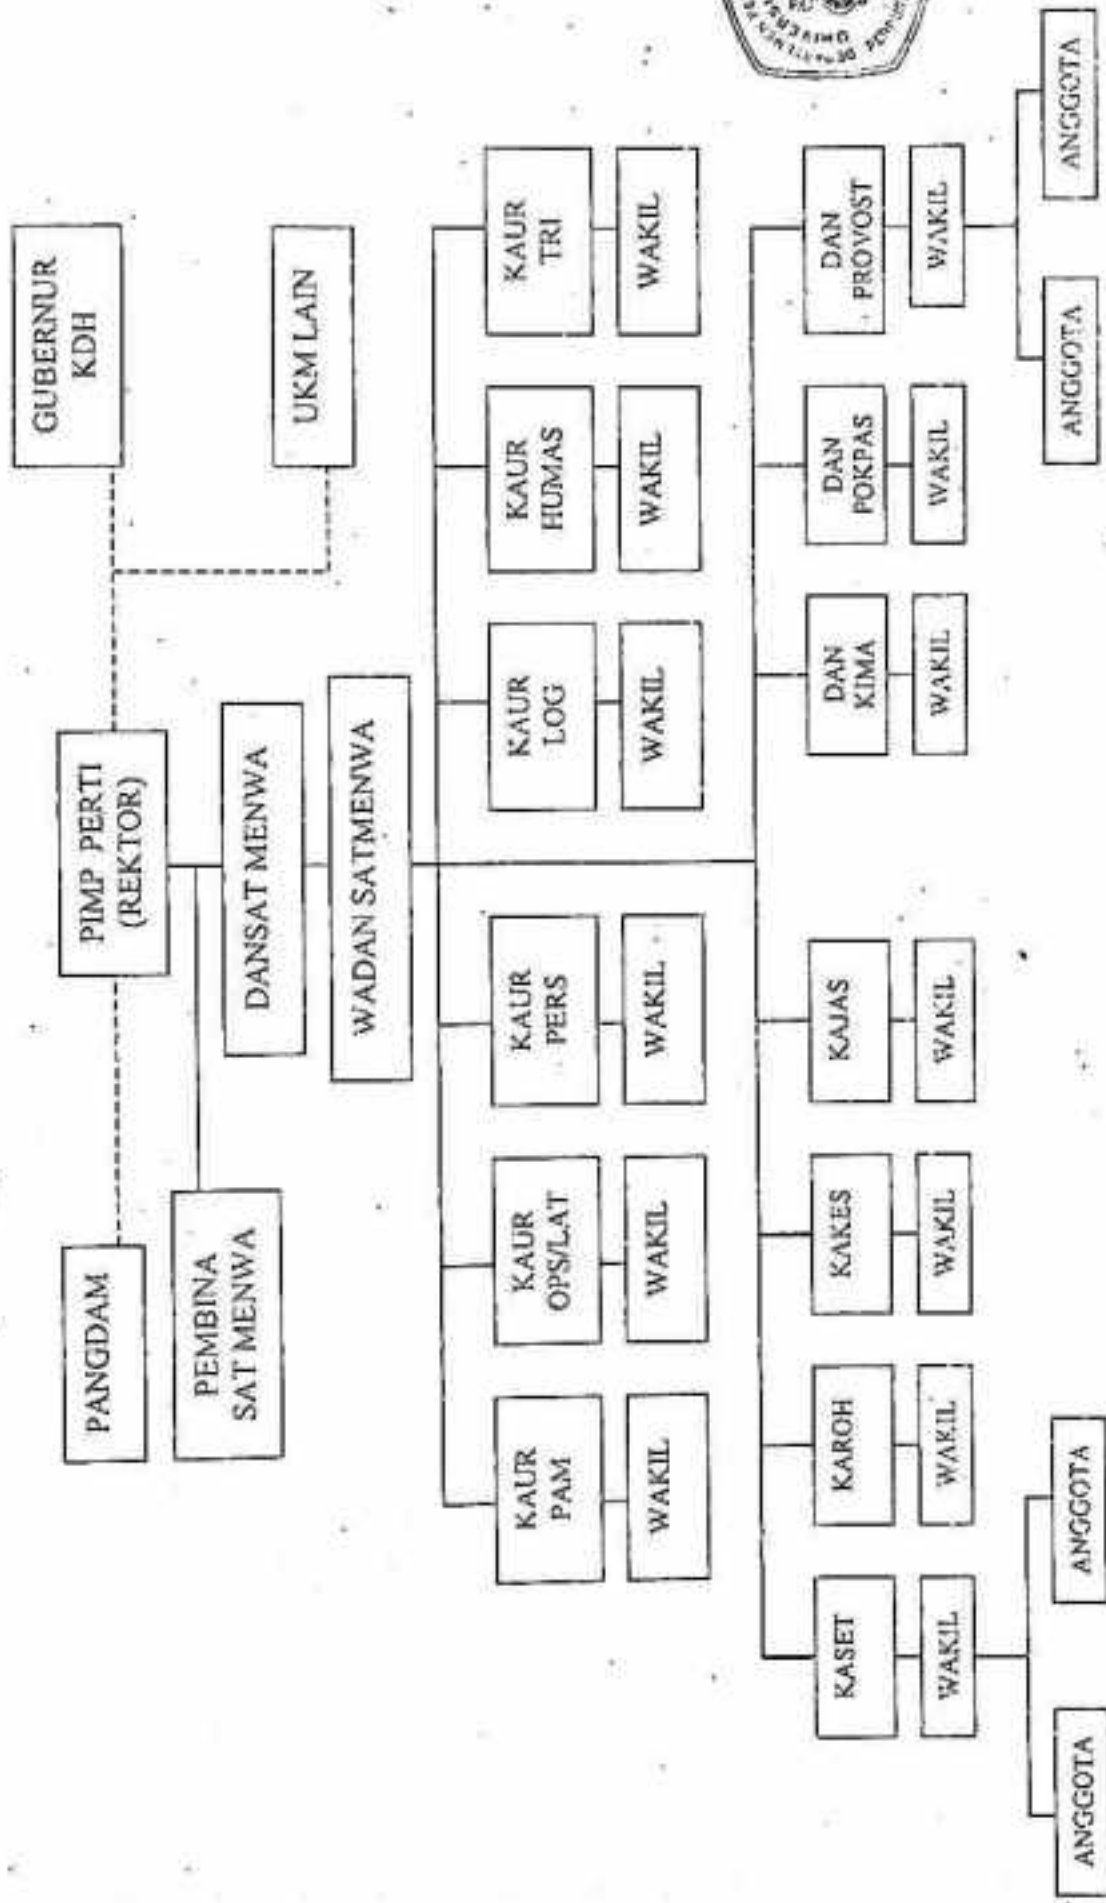 PANGDAM
PIMP PERTI
(REKTOR)
GUBERNUR
KDH
PEMBINA
SAT MENWA
DANSAT MENWA
UKM LAIN
WADAN SATMENWA
KAUR
PAM
KAUR
OPS/LAT
KAUR
PERS
KAUR
LOG
KAUR
HUMAS
KAUR
TRI
WAKIL
WAKIL
WAKIL
WAKIL
WAKIL
WAKIL
KASET
KAROH
KAKES
KAJAS
DAN
KIMA
DAN
POKPAS
DAN
PROVOST
WAKIL
WAKIL
WAKIL
WAKIL
WAKIL
WAKIL
WAKIL
ANGGOTA
ANGGOTA
ANGGOTA
ANGGOTA